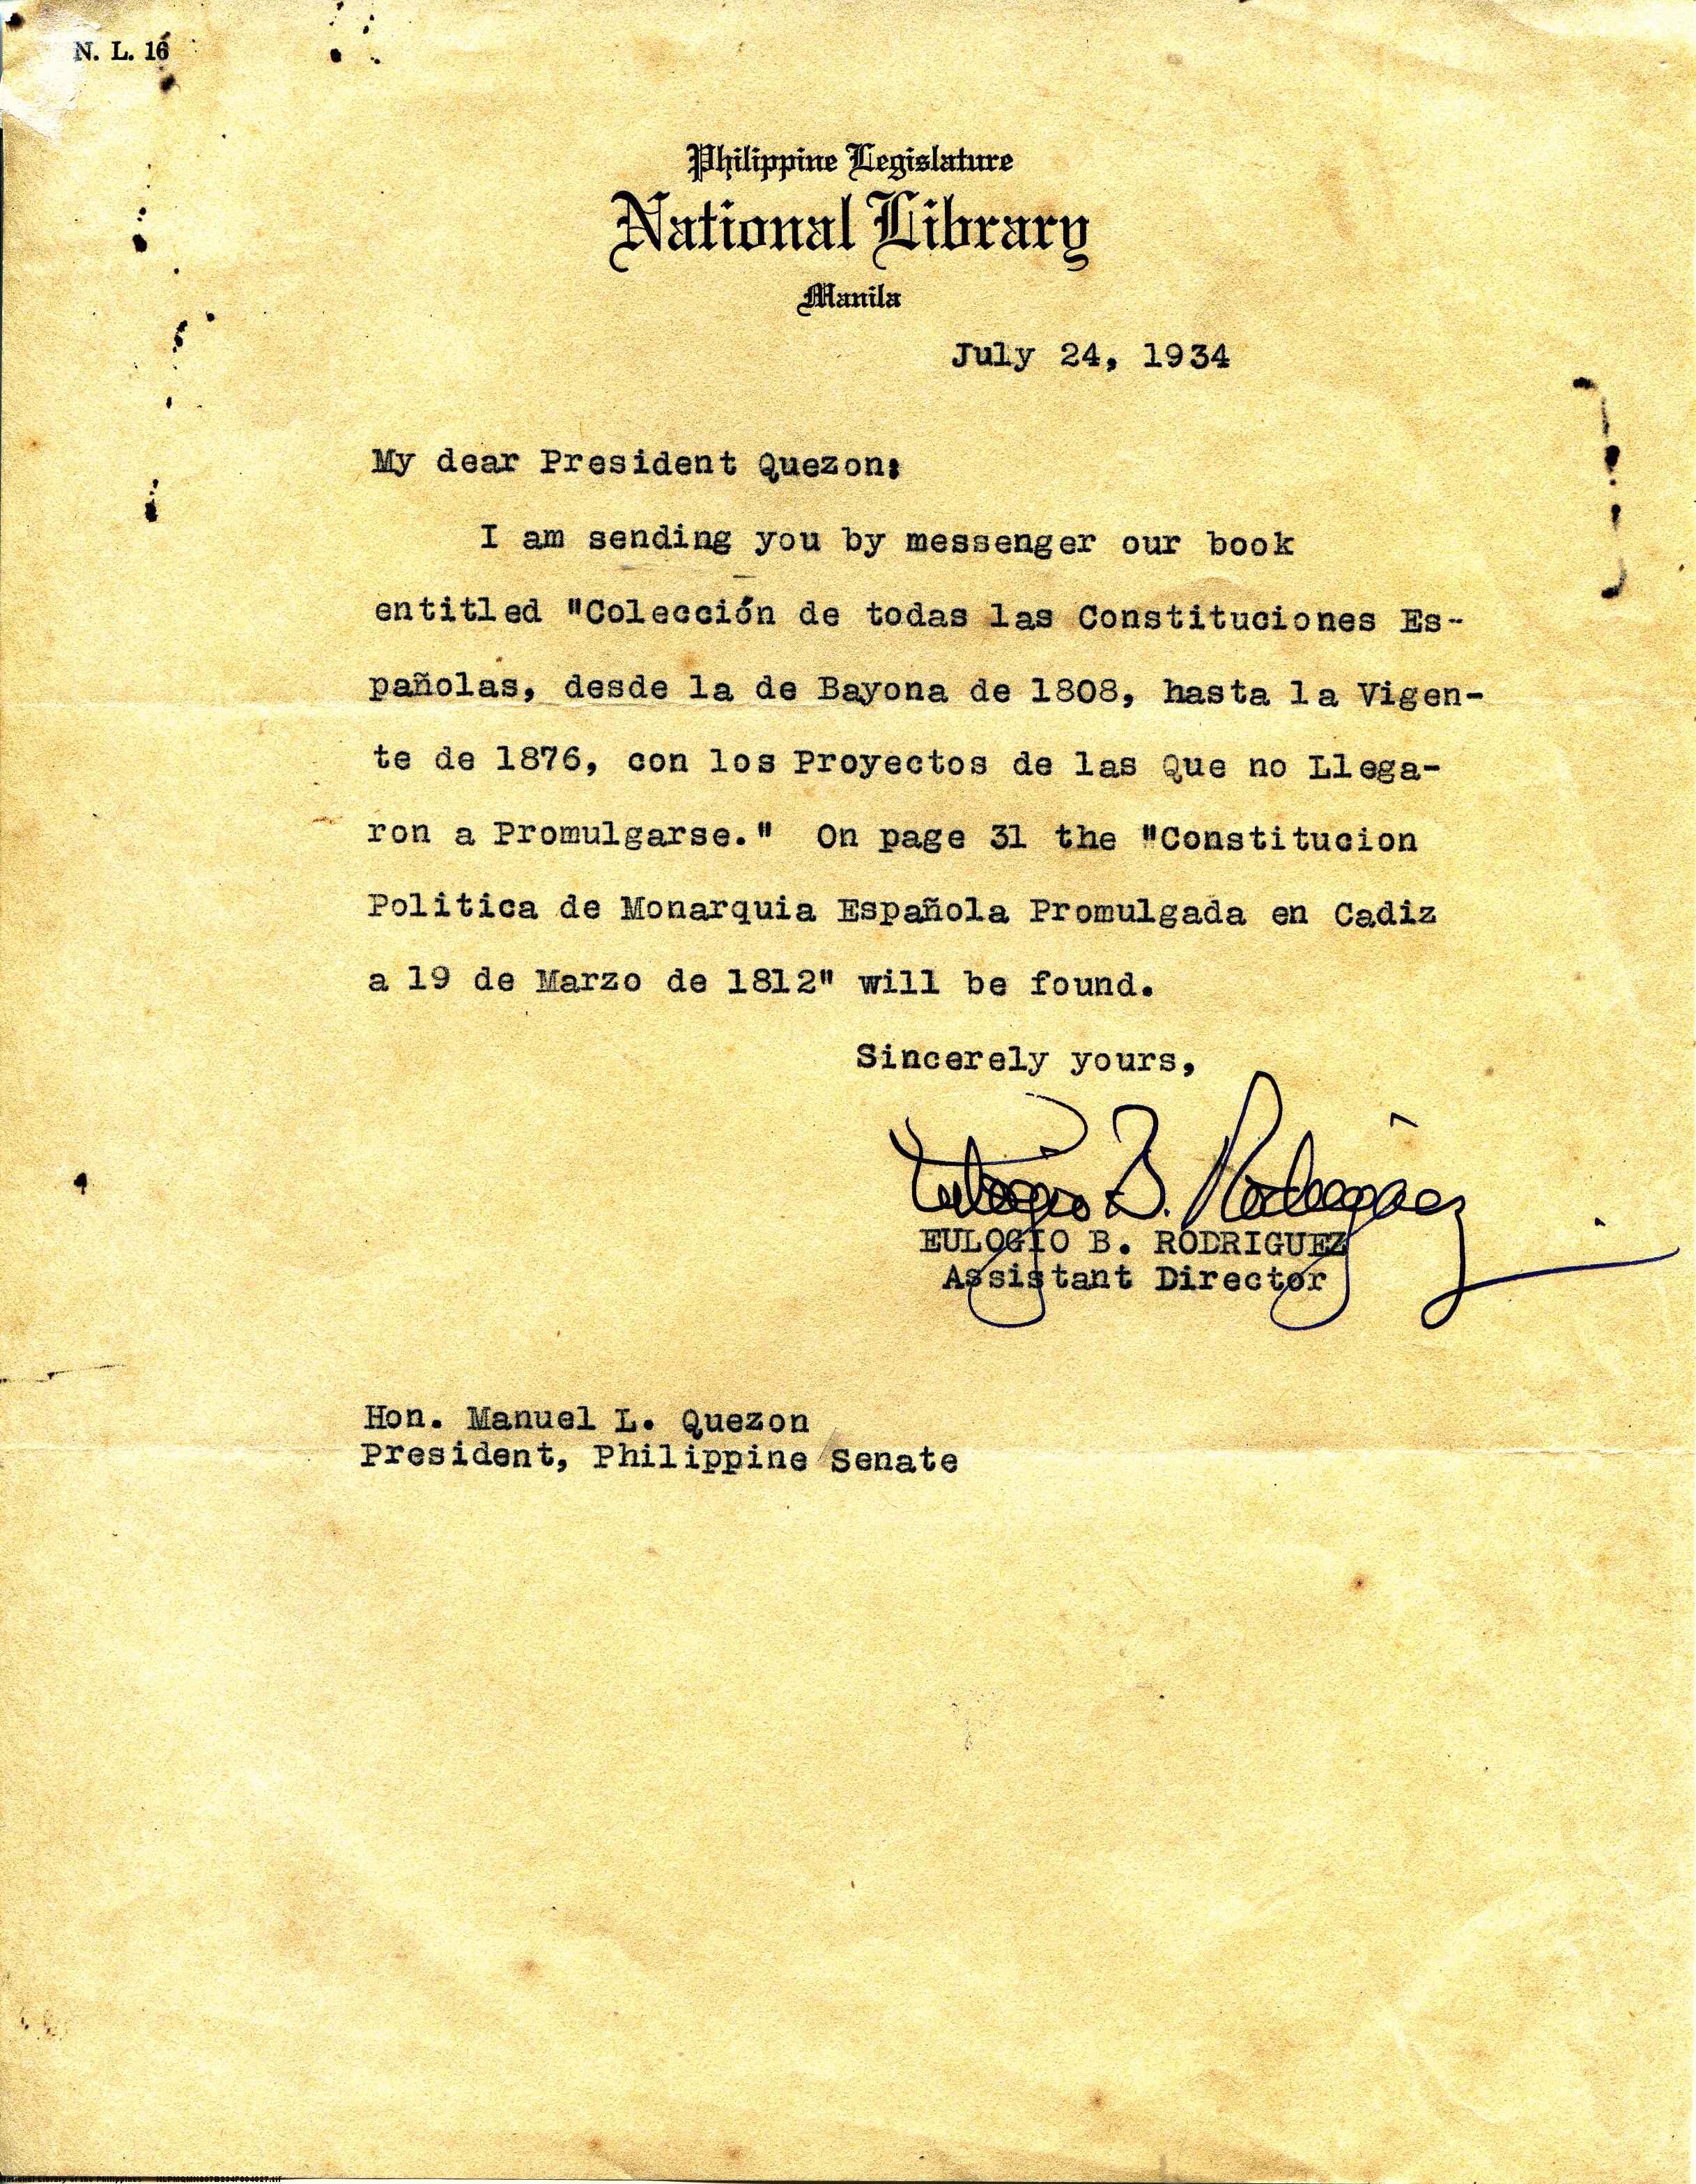 N. L. 16
Philippine Legislature
National Library
Manila
July 24, 1934
My dear President Quezon:
I am sending you by messenger our book
entitled "Colección de todas las Constituciones Es-
pañolas, desde la de Bayona de 1808, hasta la Vigen-
te de 1876, con los Proyectos de las Que no Llega-
ron a Promulgarse." On page 31 the "Constitucion
Politica de Monarquia Española Promulgada en Cadiz
a 19 de Marzo de 1812" will be found.
Sincerely yours,
Eulogio B. Rodriguez
EULOGIO B. RODRIGUEZ
Assistant Director
Hon. Manuel L. Quezon
President, Philippine Senate